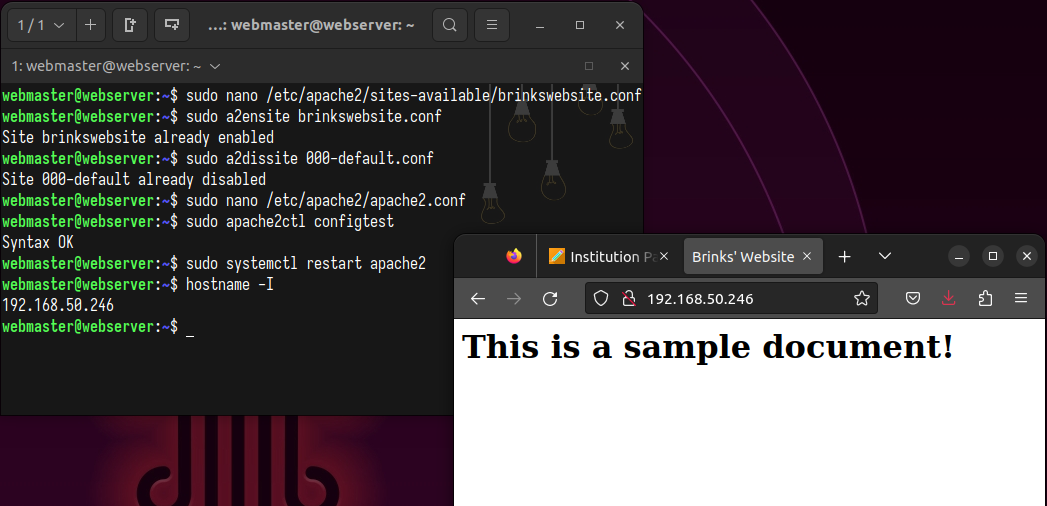 1 / 1
...: webmaster@webserver: ~
1: webmaster@webserver: ~
webmaster@webserver:~$ sudo nano /etc/apache2/sites-available/brinkswebsite.conf
webmaster@webserver:~$ sudo a2ensite brinkswebsite.conf
Site brinkswebsite already enabled
webmaster@webserver:~$ sudo a2dissite 000-default.conf
Site 000-default already disabled
webmaster@webserver:~$ sudo nano /etc/apache2/apache2.conf
webmaster@webserver:~$ sudo apache2ctl configtest
Syntax OK
webmaster@webserver:~$ sudo systemctl restart apache2
webmaster@webserver:~$ hostname -I
192.168.50.246
webmaster@webserver:~$ _
Institution
Brinks' Website
192.168.50.246
This is a sample document!